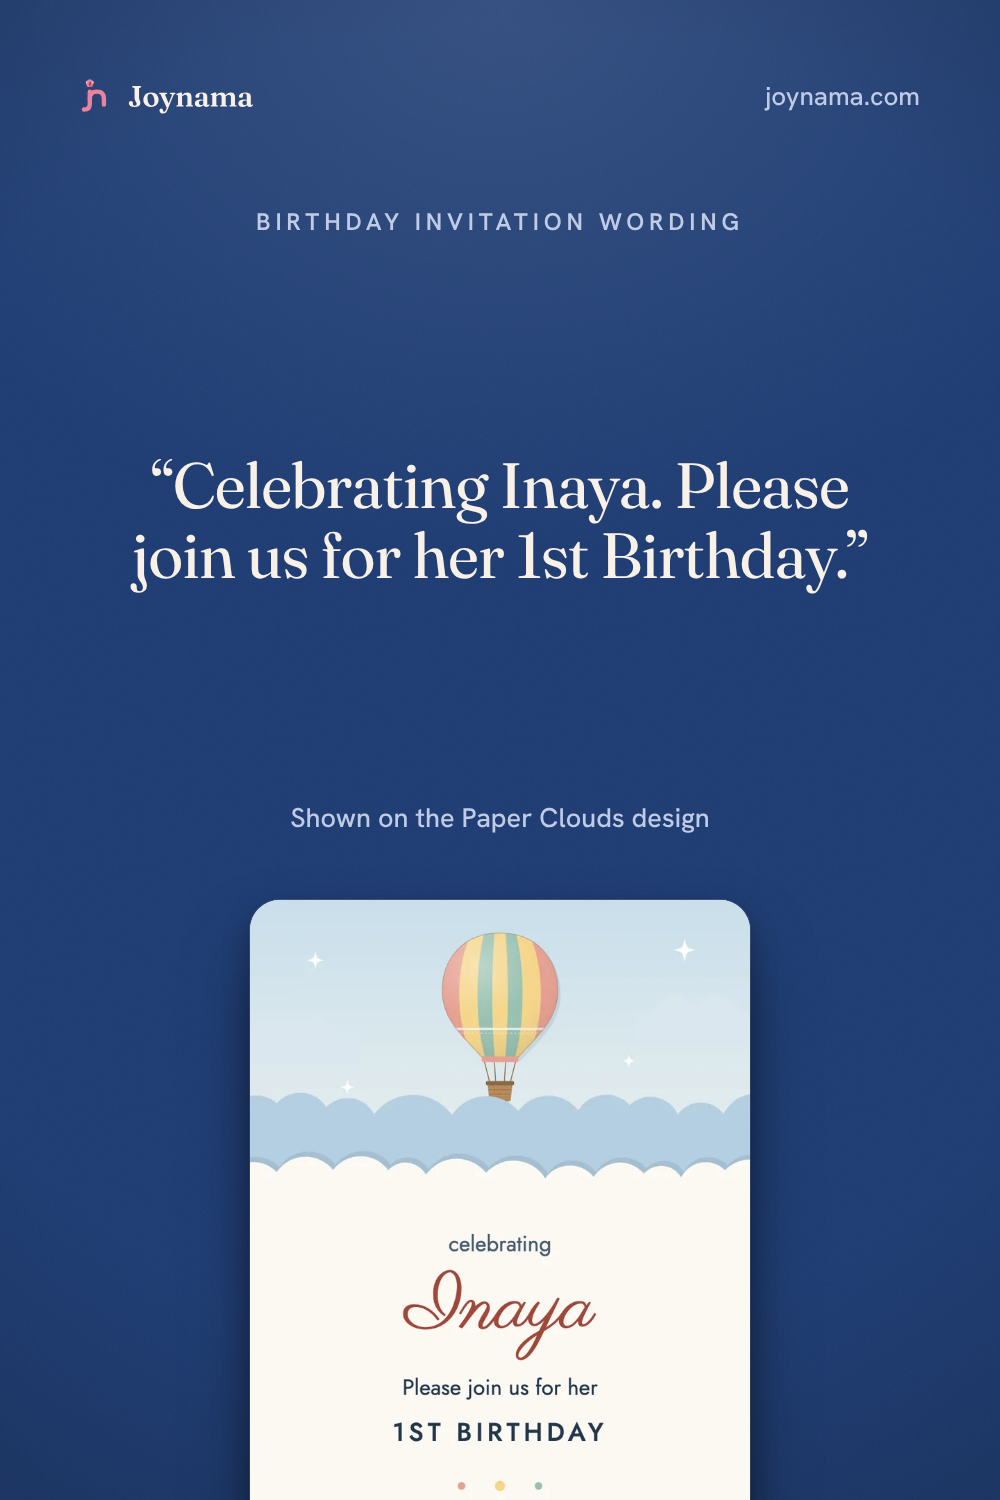 Joynama
joynama.com
BIRTHDAY INVITATION WORDING
“Celebrating Inaya. Please
join us for her 1st Birthday.”
Shown on the Paper Clouds design
celebrating
Inaya
Please join us for her
1ST BIRTHDAY